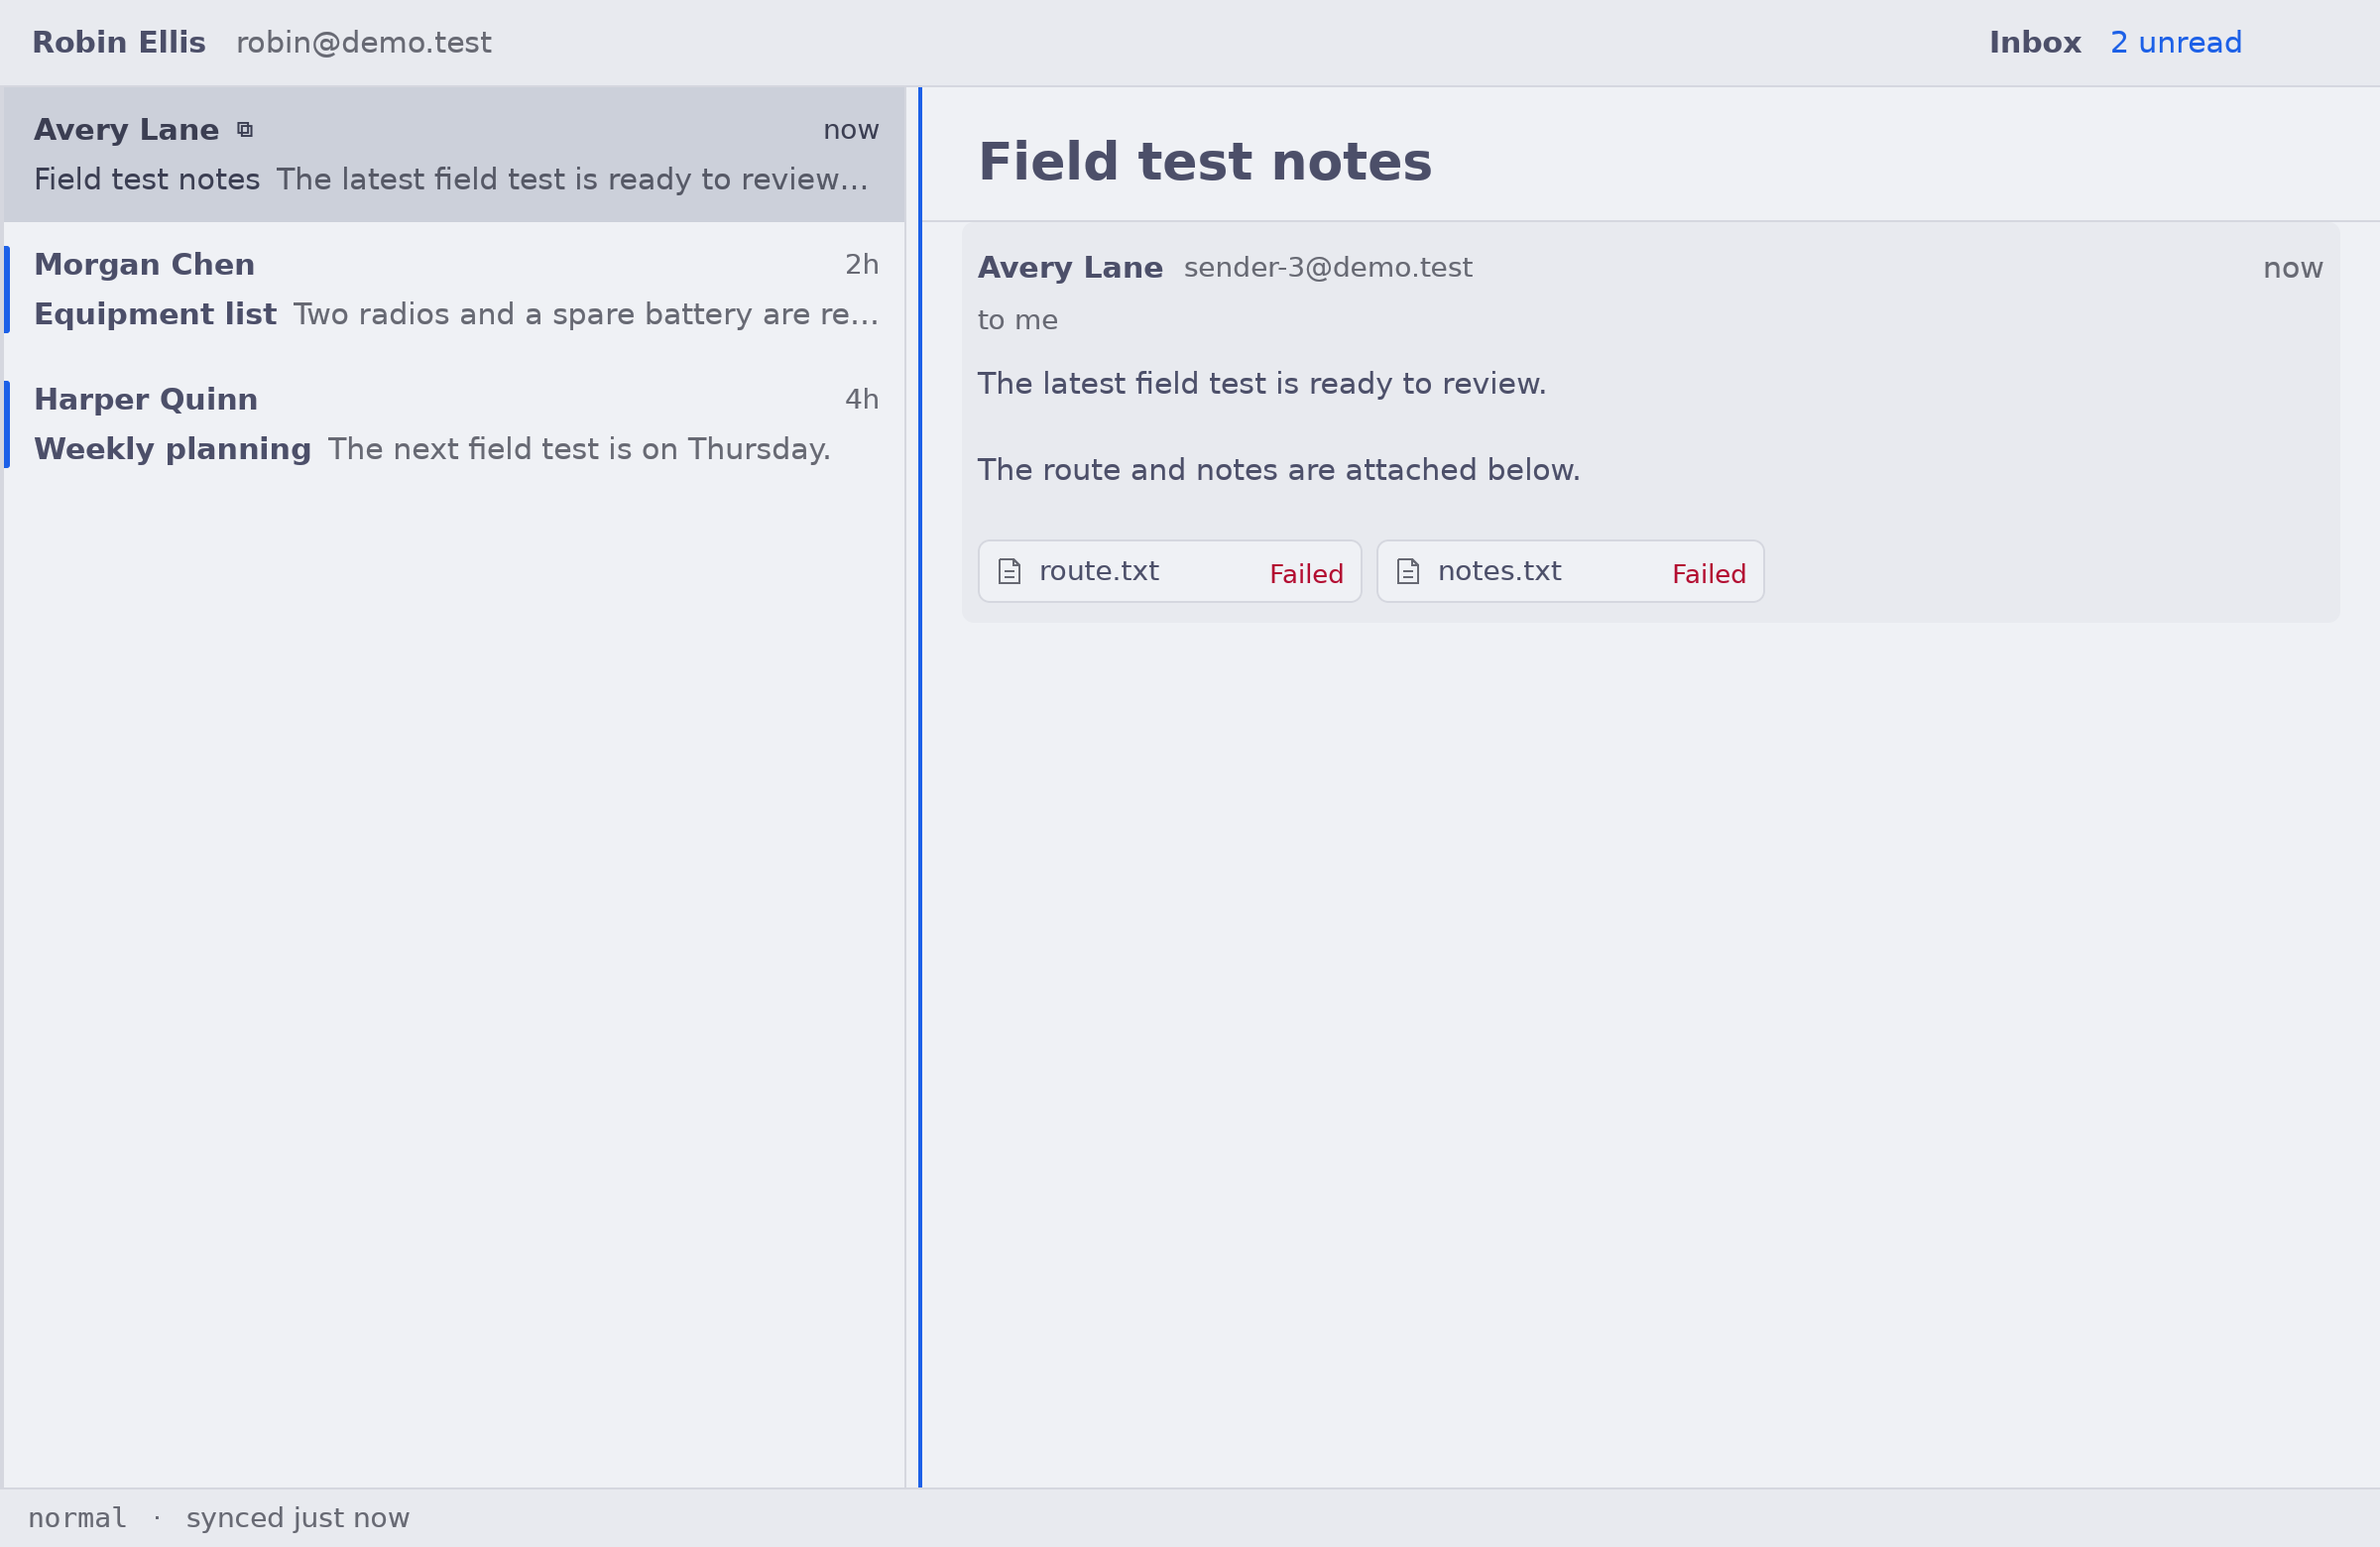 Robin Ellis robin@demo.test Inbox 2 unread
Avery Lane now
Field test notes The latest field test is ready to review…
Morgan Chen 2h
Equipment list Two radios and a spare battery are re…
Harper Quinn 4h
Weekly planning The next field test is on Thursday.
Field test notes
Avery Lane sender-3@demo.test now
to me
The latest field test is ready to review.
The route and notes are attached below.
route.txt Failed notes.txt Failed
normal · synced just now